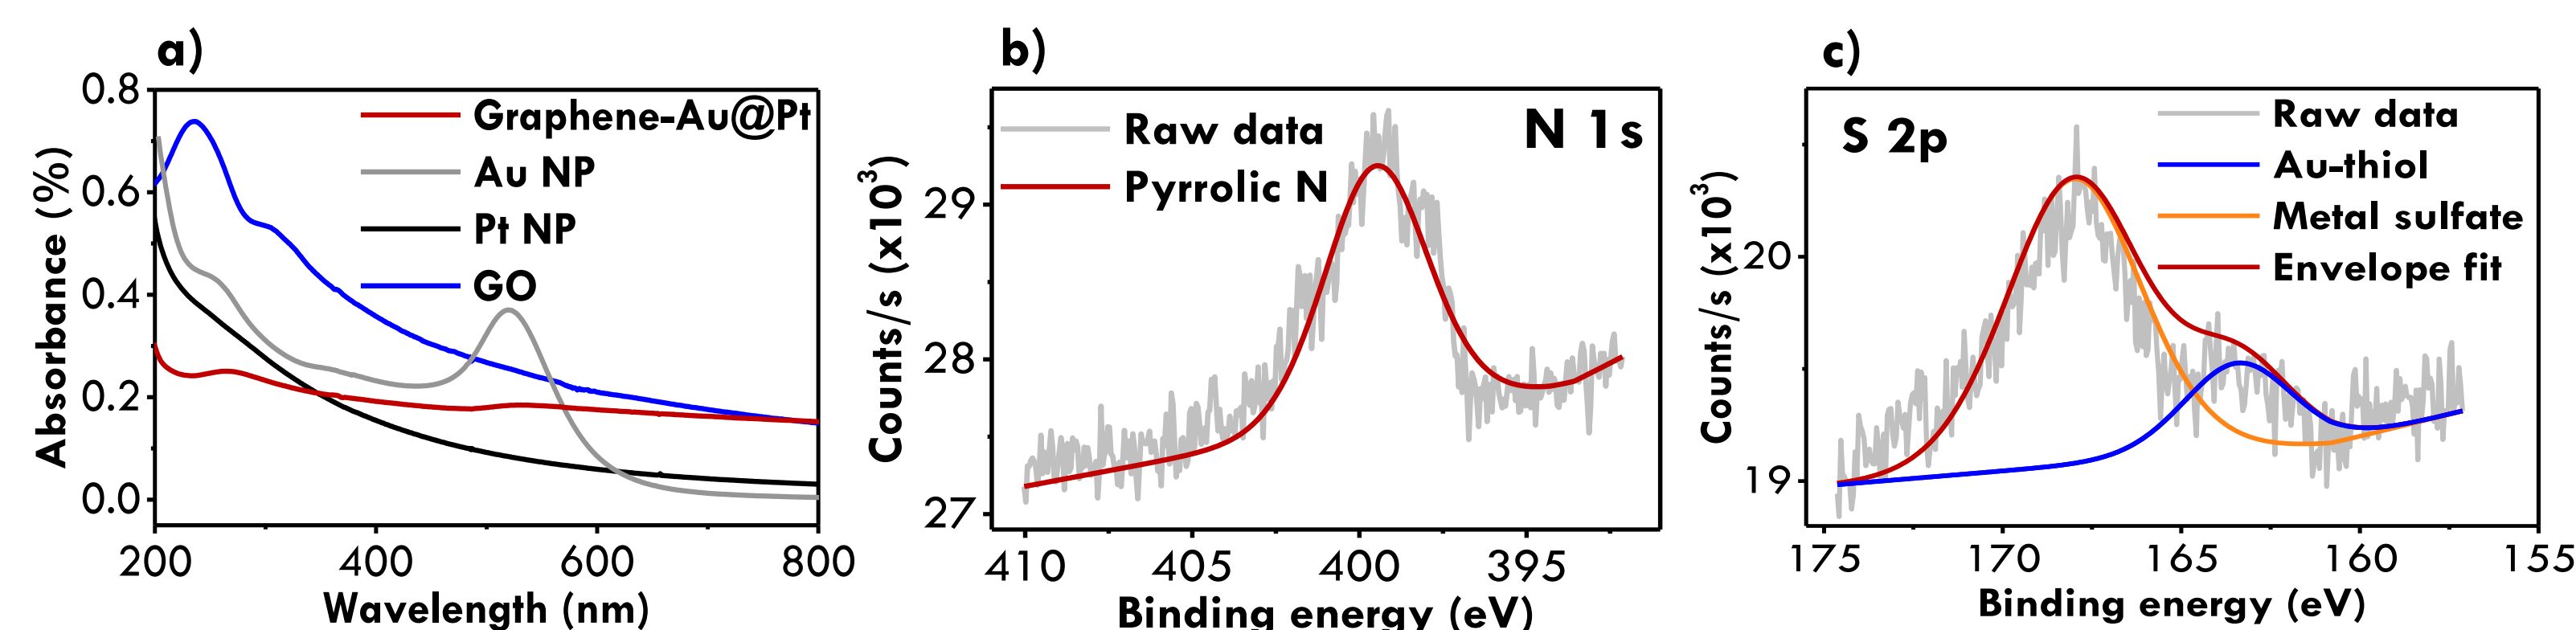 a)
Graphene-Au@Pt
Au NP
Pt NP
GO
0.8
0.6
0.4
0.2
0.0
Absorbance (%)
200 400 600 800
Wavelength (nm)
b)
Raw data
Pyrrolic N
N 1s
29
28
27
Counts/s (x10³)
410 405 400 395
Binding energy (eV)
c)
S 2p
Raw data
Au-thiol
Metal sulfate
Envelope fit
20
19
Counts/s (x10³)
175 170 165 160 155
Binding energy (eV)